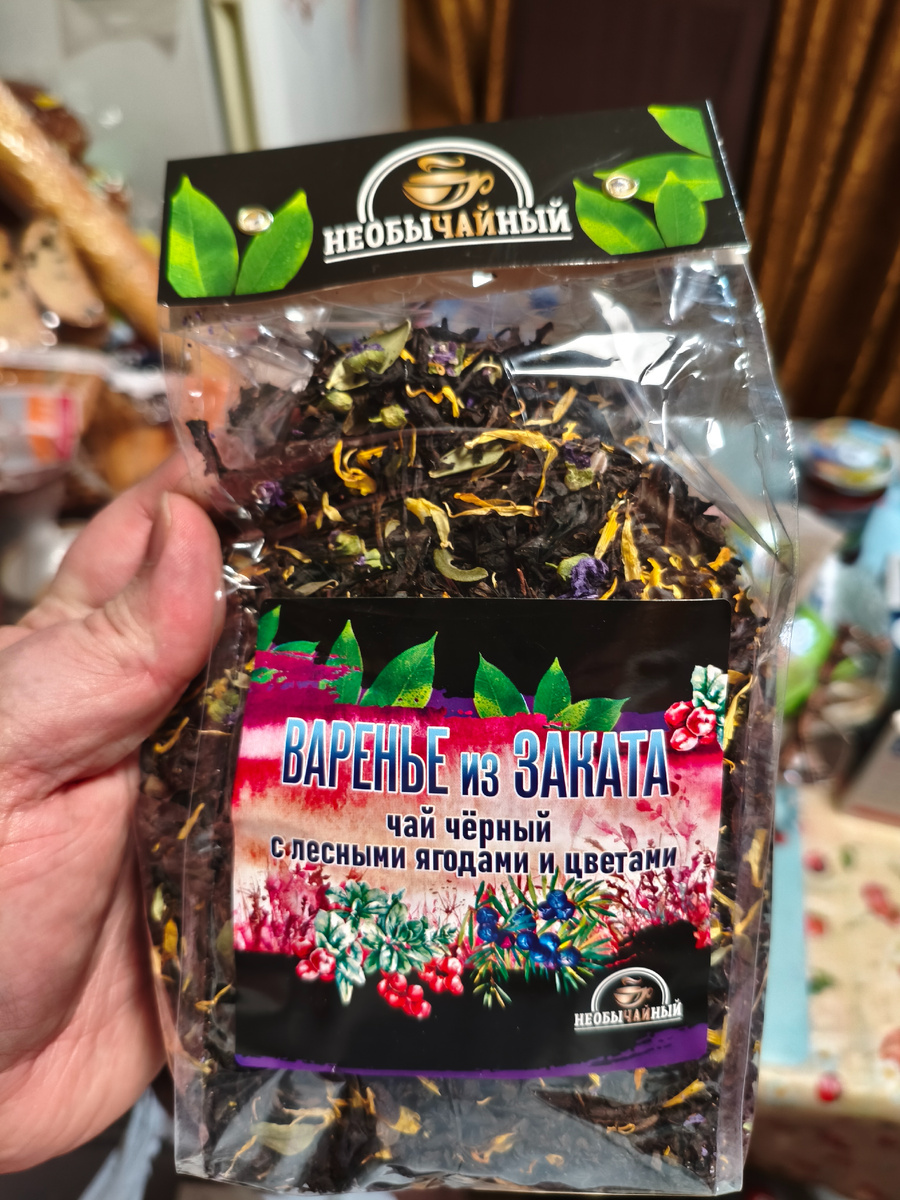 НЕОБЫЧАЙНЫЙ
ВАРЕНЬЕ ИЗ ЗАКАТА
чай чёрный
с лесными ягодами и цветами
НЕОБЫЧАЙНЫЙ